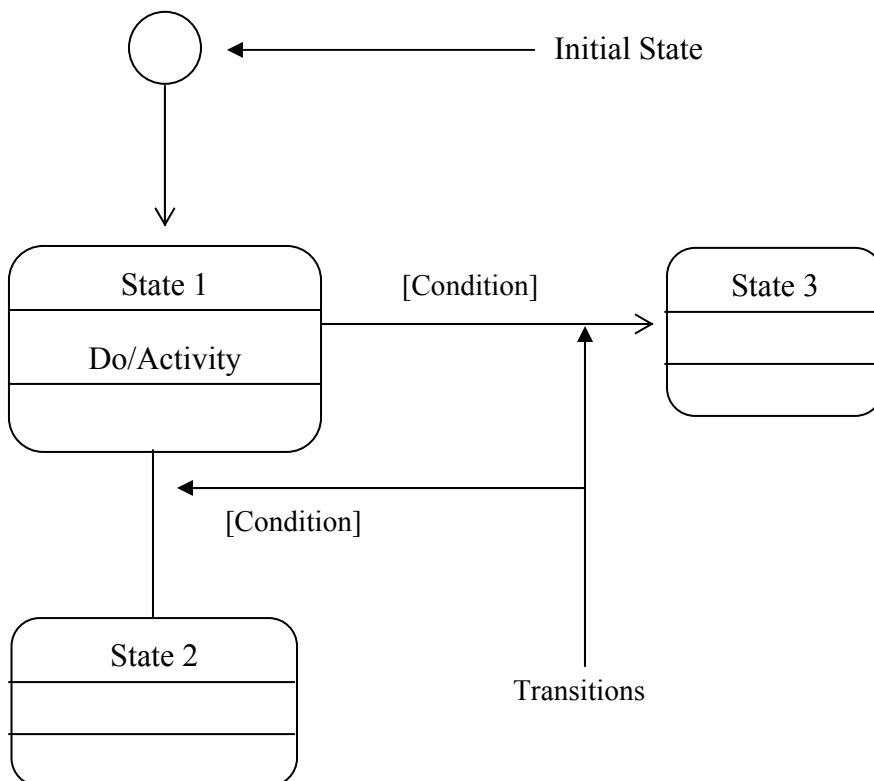 Initial State
State 1
[Condition]
State 3
Do/Activity
[Condition]
State 2
Transitions